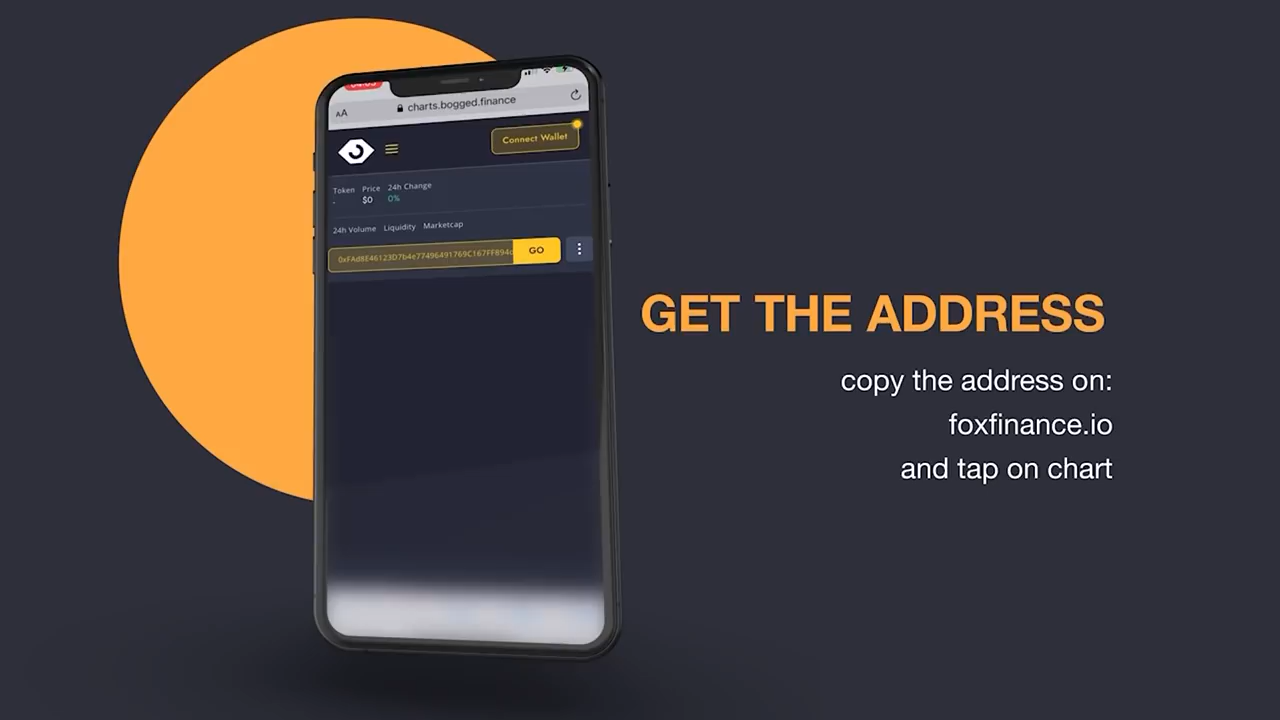 AA charts.bogged.finance
Connect Wallet
Token Price 24h Change
- $0 0%
24h Volume Liquidity Marketcap
GO
GET THE ADDRESS
copy the address on:
foxfinance.io
and tap on chart